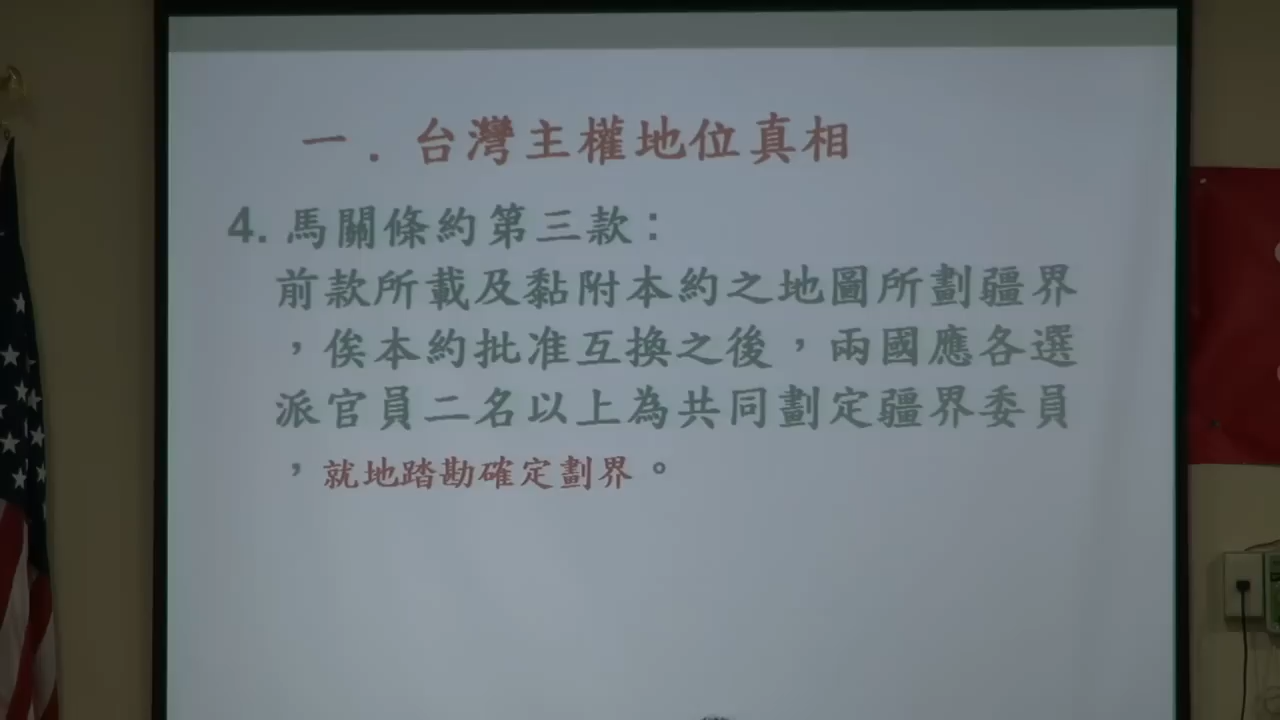 一．台灣主權地位真相
4. 馬關條約第三款：
前款所載及黏附本約之地圖所劃疆界
，俟本約批准互換之後，兩國應各選
派官員二名以上為共同劃定疆界委員
，就地踏勘確定劃界。